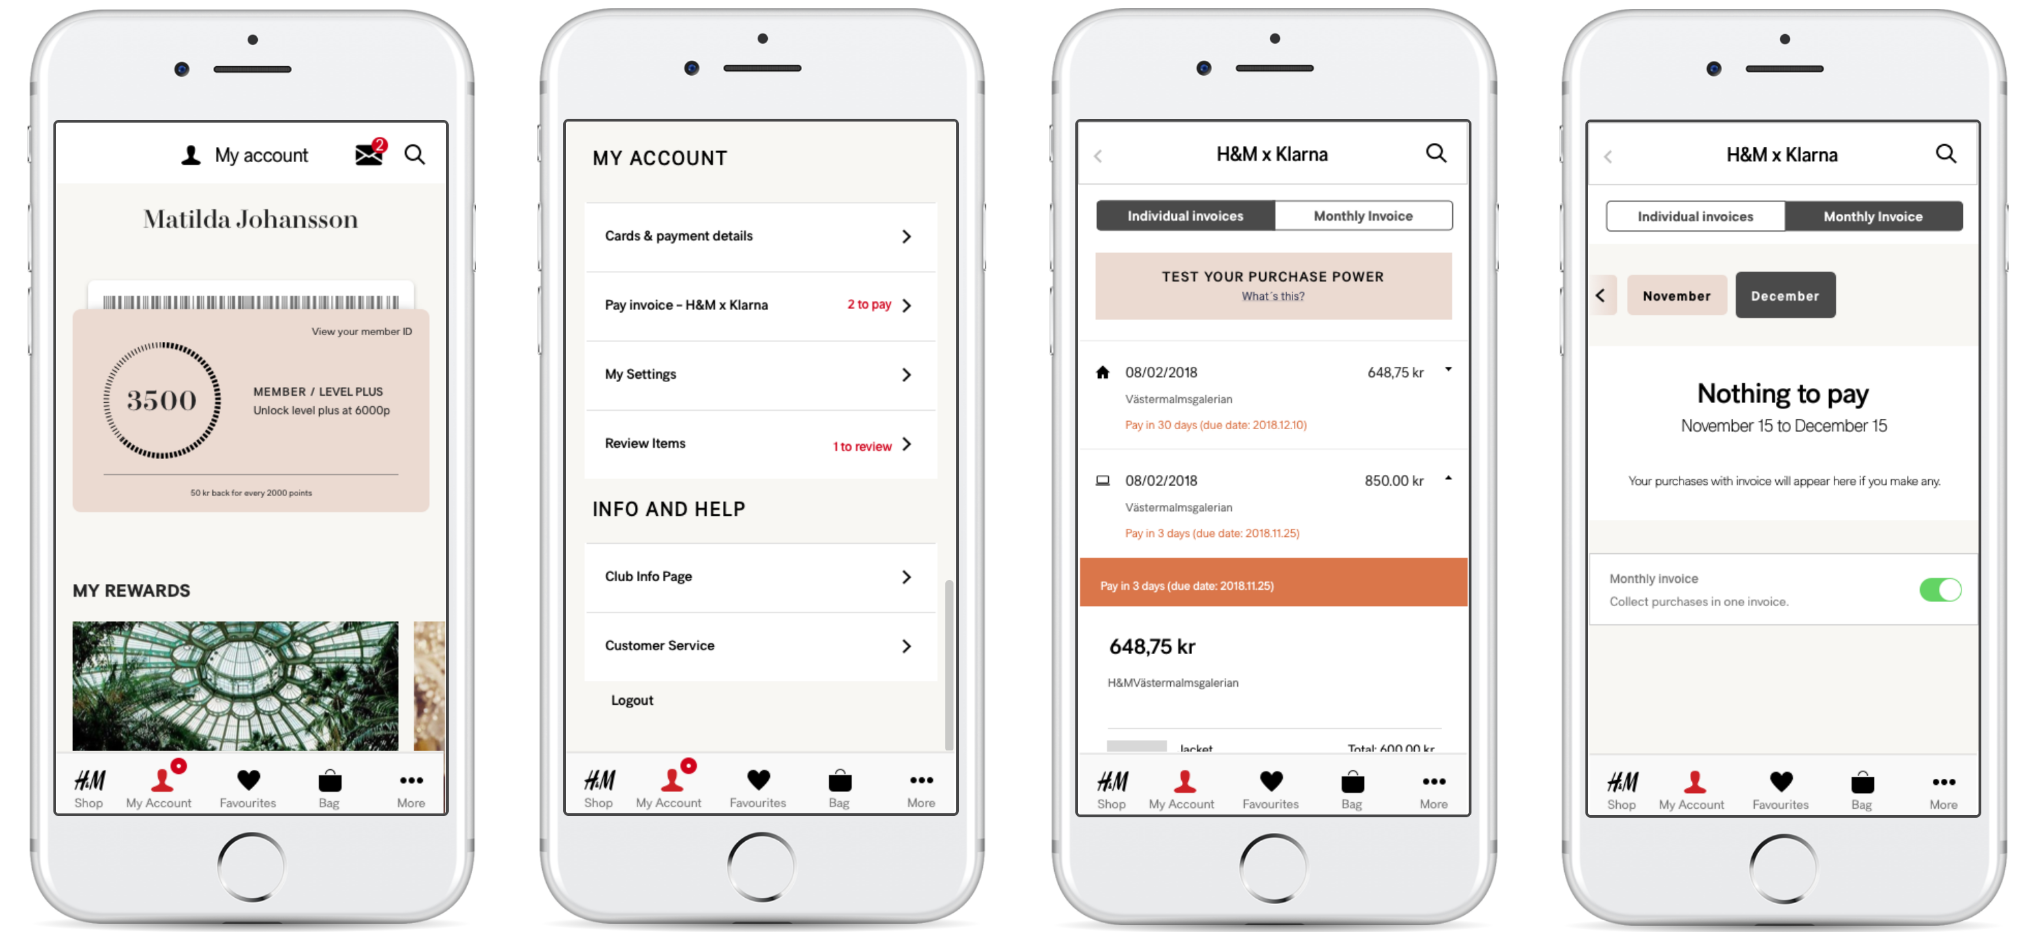 My account
2
Matilda Johansson
View your member ID
3500
MEMBER / LEVEL PLUS
Unlock level plus at 6000p
50 kr back for every 2000 points
MY REWARDS
H&M
Shop
My Account
Favourites
Bag
More
MY ACCOUNT
Cards & payment details
Pay invoice – H&M x Klarna 2 to pay
My Settings
Review Items 1 to review
INFO AND HELP
Club Info Page
Customer Service
Logout
H&M
Shop
My Account
Favourites
Bag
More
H&M x Klarna
Individual invoices Monthly Invoice
TEST YOUR PURCHASE POWER
What´s this?
08/02/2018 648,75 kr
Västermalmsgalerian
Pay in 30 days (due date: 2018.12.10)
08/02/2018 850.00 kr
Västermalmsgalerian
Pay in 3 days (due date: 2018.11.25)
Pay in 3 days (due date: 2018.11.25)
648,75 kr
H&MVästermalmsgalerian
Jacket Total: 600.00 kr
H&M
Shop
My Account
Favourites
Bag
More
H&M x Klarna
Individual invoices Monthly Invoice
November December
Nothing to pay
November 15 to December 15
Your purchases with invoice will appear here if you make any.
Monthly invoice
Collect purchases in one invoice.
H&M
Shop
My Account
Favourites
Bag
More